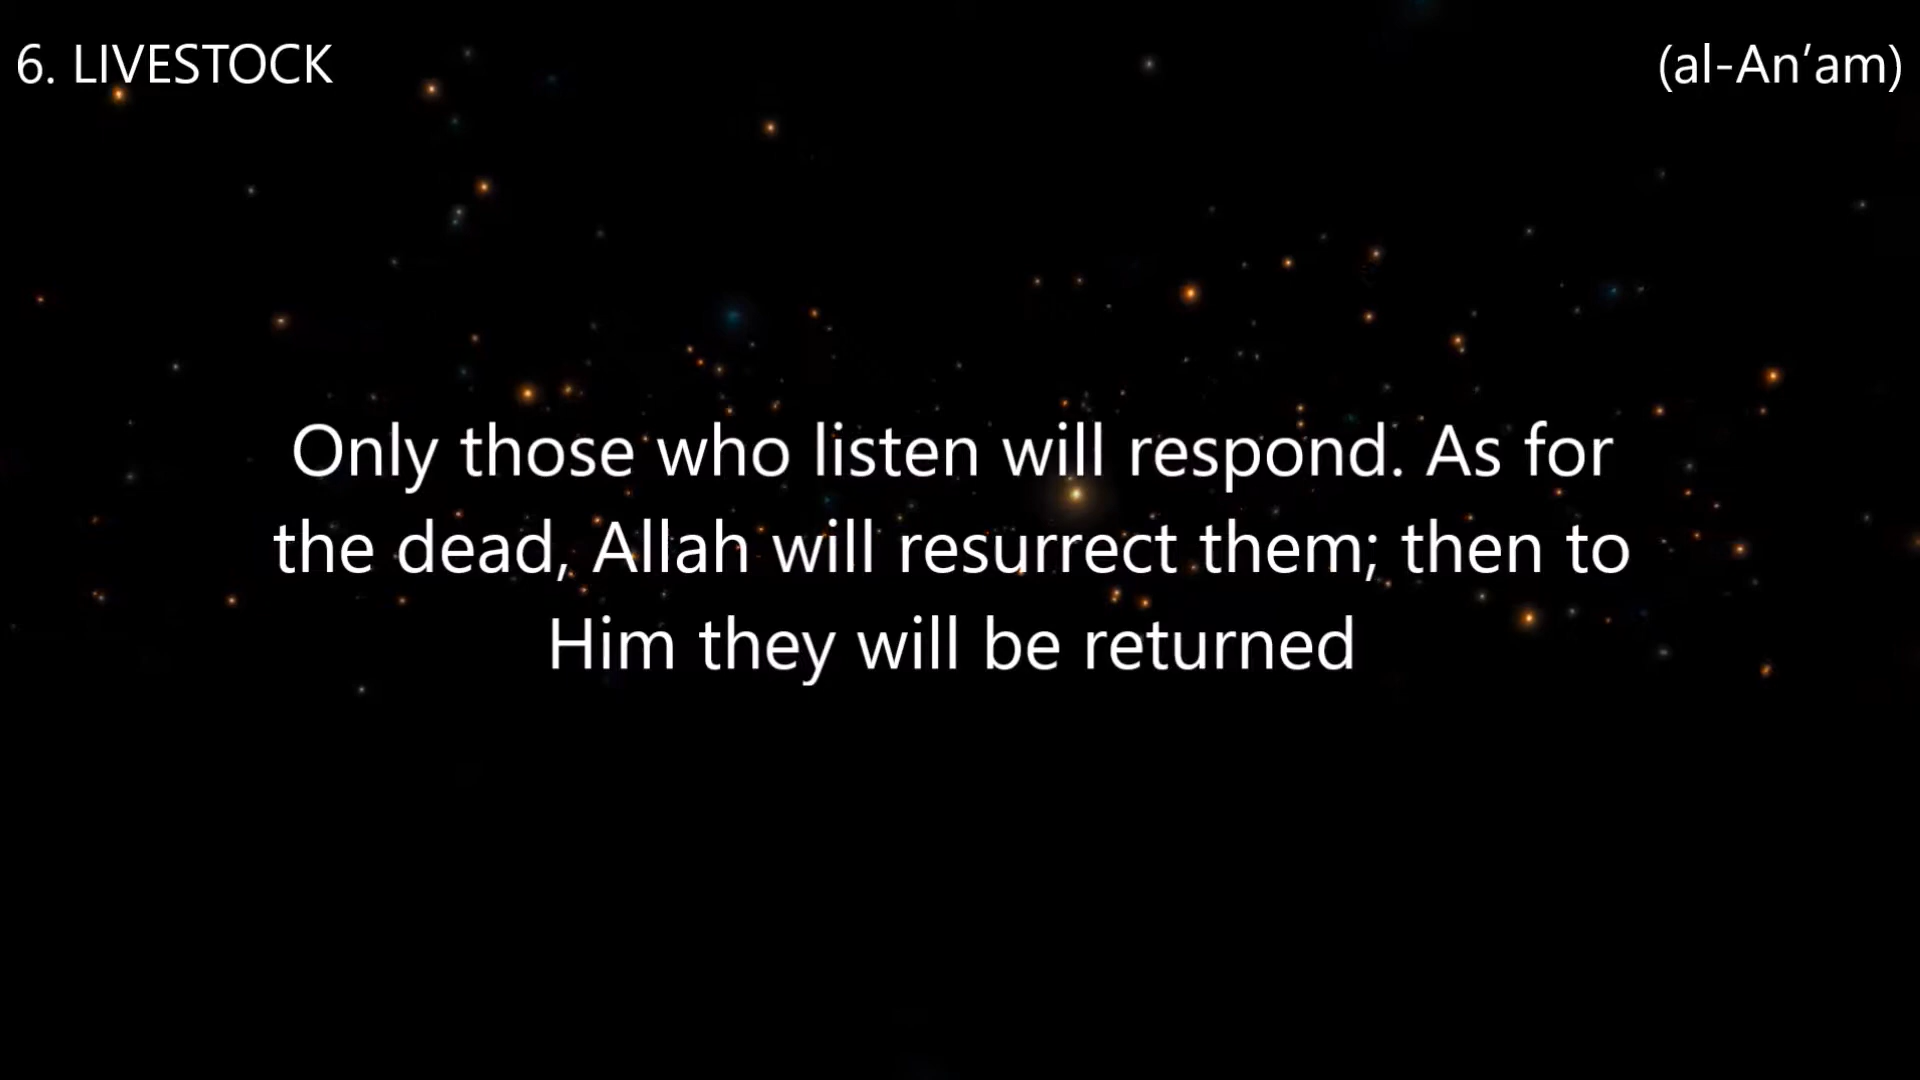 6. LIVESTOCK
(al-An’am)
Only those who listen will respond. As for
the dead, Allah will resurrect them; then to
Him they will be returned